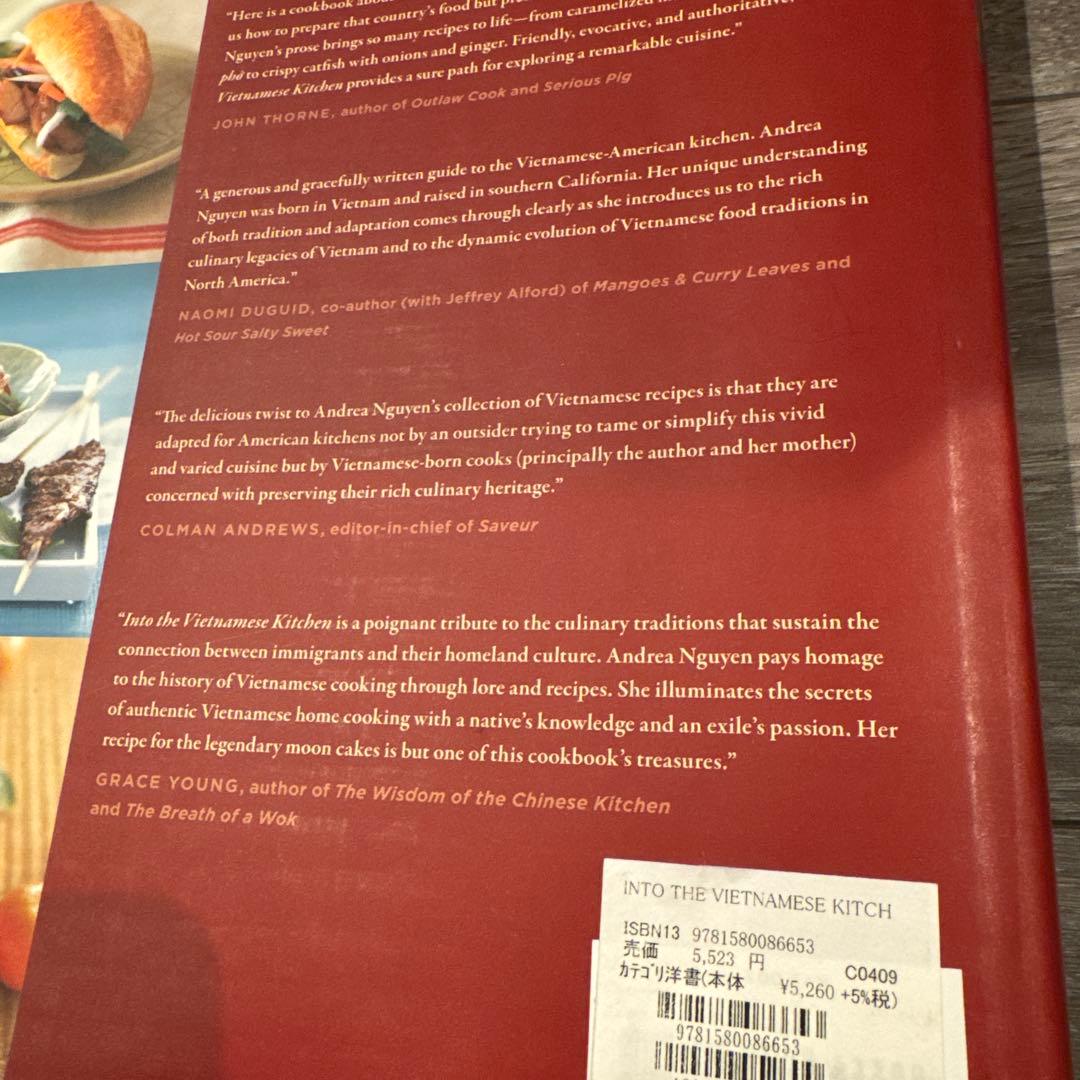 "Here is a cookbook
us how to prepare that country's food but
Nguyen's prose brings so many recipes to life—from caramelized
phở to crispy catfish with onions and ginger. Friendly, evocative, and authoritative,
Vietnamese Kitchen provides a sure path for exploring a remarkable cuisine."
JOHN THORNE, author of Outlaw Cook and Serious Pig
"A generous and gracefully written guide to the Vietnamese-American kitchen. Andrea
Nguyen was born in Vietnam and raised in southern California. Her unique understanding
of both tradition and adaptation comes through clearly as she introduces us to the rich
culinary legacies of Vietnam and to the dynamic evolution of Vietnamese food traditions in
North America."
NAOMI DUGUID, co-author (with Jeffrey Alford) of Mangoes & Curry Leaves and
Hot Sour Salty Sweet
"The delicious twist to Andrea Nguyen's collection of Vietnamese recipes is that they are
adapted for American kitchens not by an outsider trying to tame or simplify this vivid
and varied cuisine but by Vietnamese-born cooks (principally the author and her mother)
concerned with preserving their rich culinary heritage."
COLMAN ANDREWS, editor-in-chief of Saveur
"Into the Vietnamese Kitchen is a poignant tribute to the culinary traditions that sustain the
connection between immigrants and their homeland culture. Andrea Nguyen pays homage
to the history of Vietnamese cooking through lore and recipes. She illuminates the secrets
of authentic Vietnamese home cooking with a native's knowledge and an exile's passion. Her
recipe for the legendary moon cakes is but one of this cookbook's treasures."
GRACE YOUNG, author of The Wisdom of the Chinese Kitchen
and The Breath of a Wok
INTO THE VIETNAMESE KITCH
ISBN13 9781580086653
売価 5,523 円 C0409
カテゴリ洋書(本体 ¥5,260 +5%税)
9781580086653